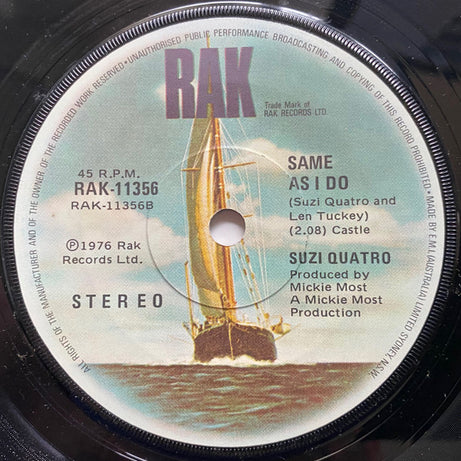 ALL RIGHTS OF THE MANUFACTURER AND OF THE OWNER OF THE RECORDED WORK RESERVED • UNAUTHORISED PUBLIC PERFORMANCE BROADCASTING AND COPYING OF THIS RECORD PROHIBITED • MADE BY E.M.I. (AUSTRALIA) LIMITED SYDNEY, N.S.W.
RAK
Trade Mark of
RAK RECORDS LTD.
45 R.P.M.
RAK-11356
RAK-11356B
℗1976 Rak
Records Ltd.
STEREO
SAME
AS I DO
(Suzi Quatro and
Len Tuckey)
(2.08) Castle
SUZI QUATRO
Produced by
Mickie Most
A Mickie Most
Production